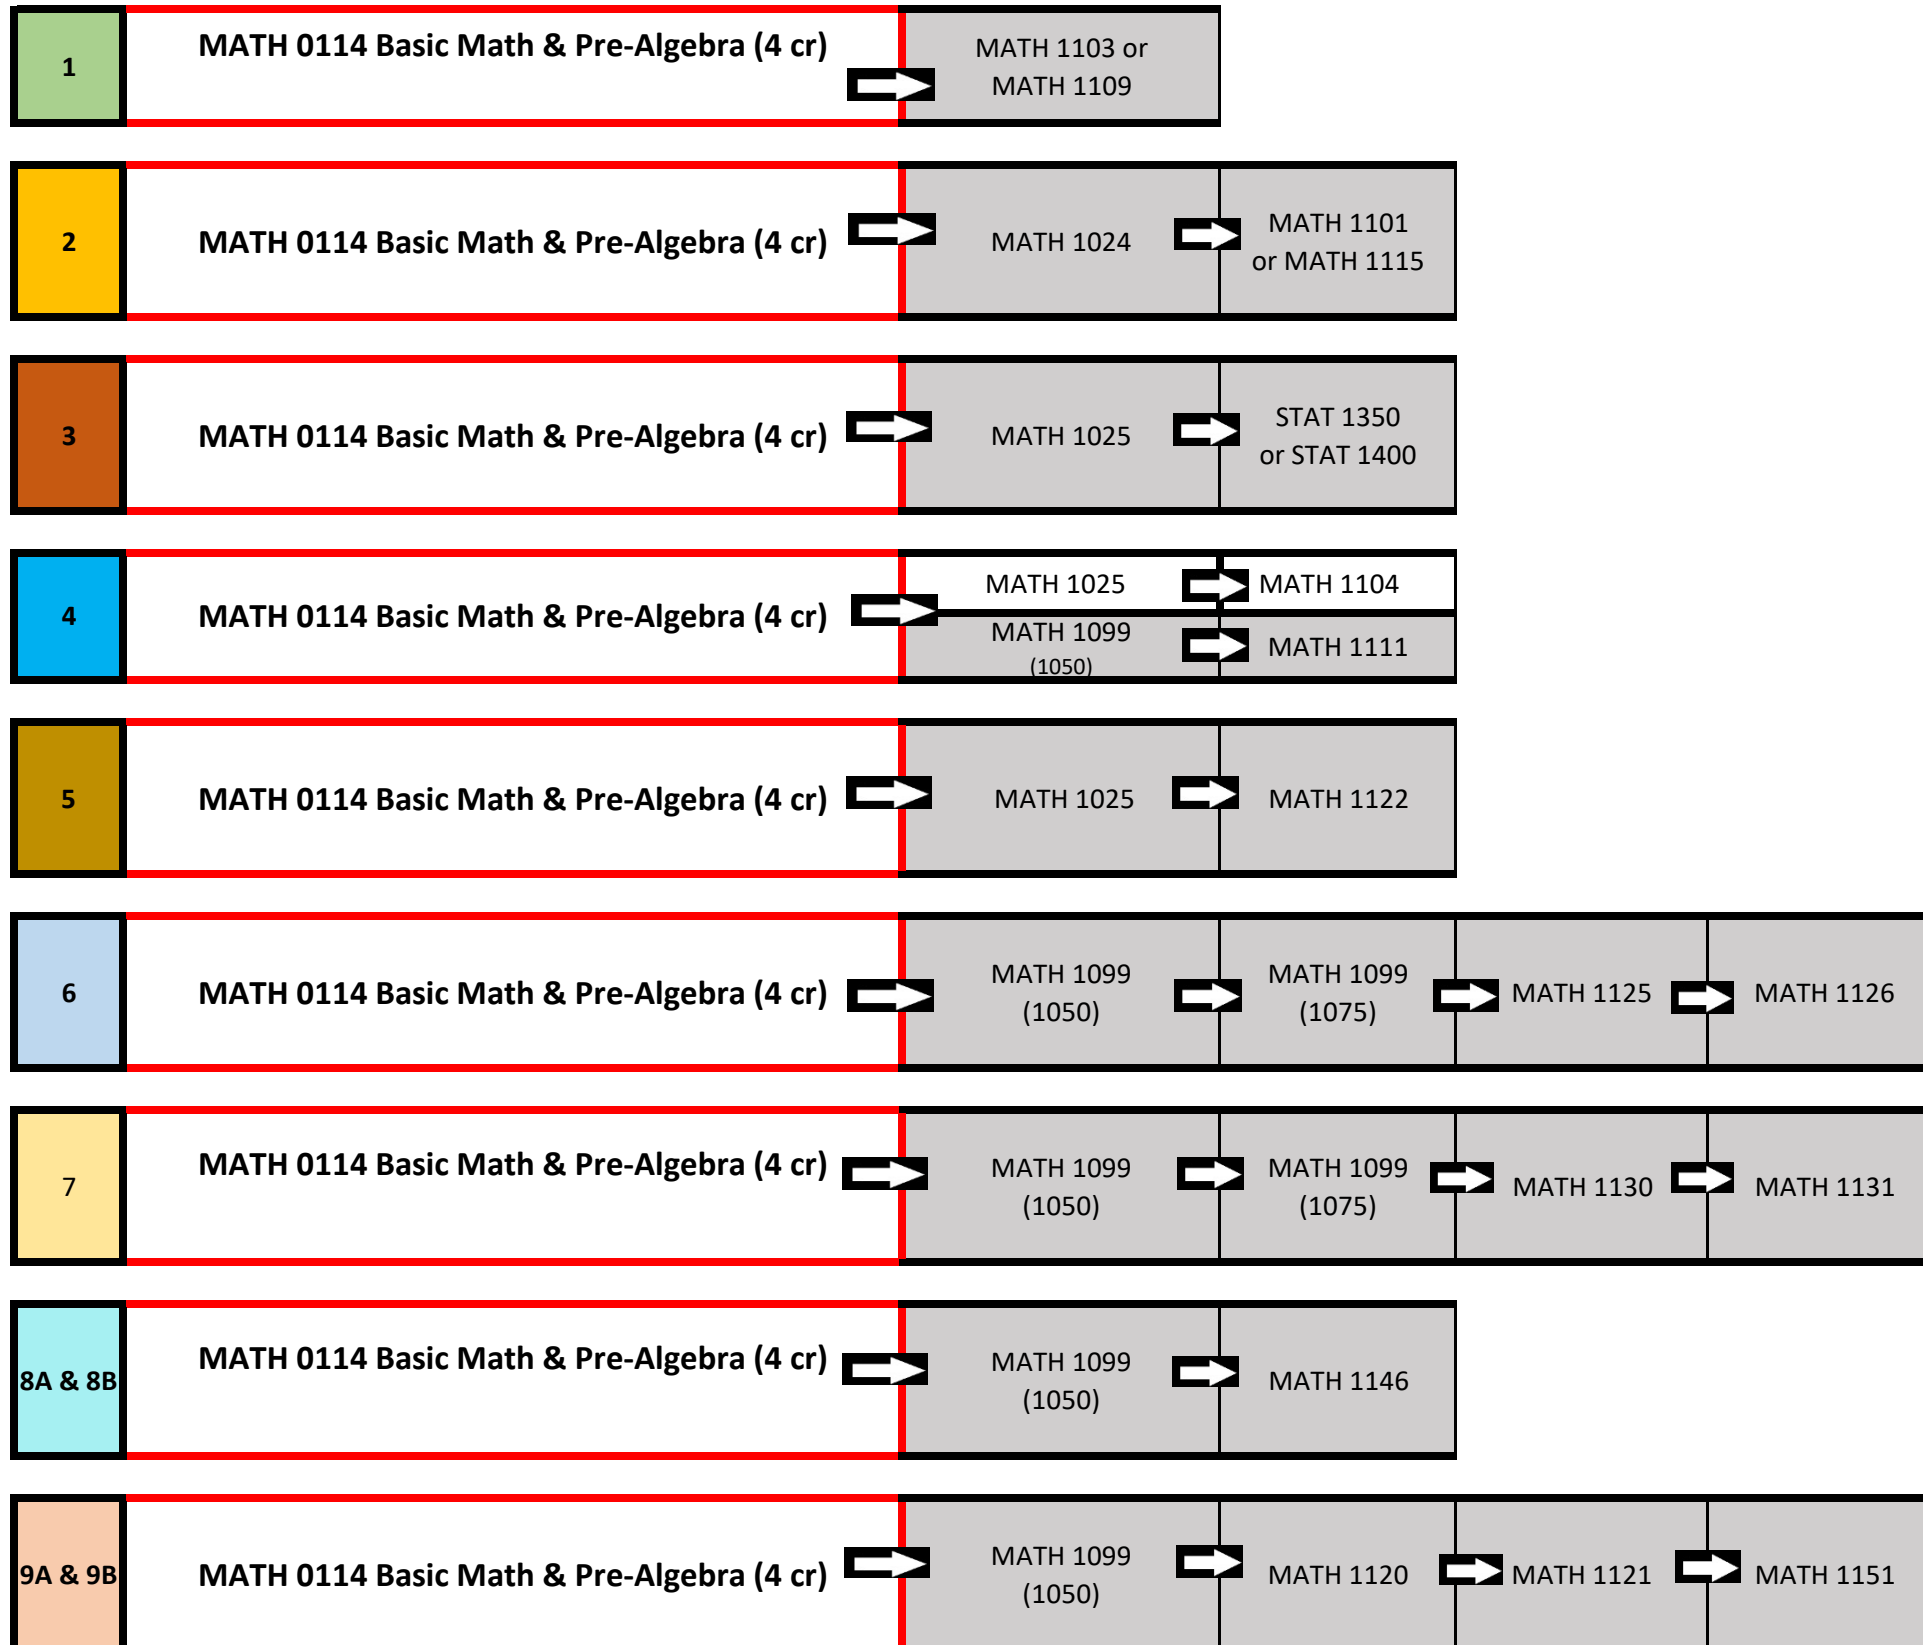 1
MATH 0114 Basic Math & Pre-Algebra (4 cr)
MATH 1103 or
MATH 1109
2
MATH 0114 Basic Math & Pre-Algebra (4 cr)
MATH 1024
MATH 1101
or MATH 1115
3
MATH 0114 Basic Math & Pre-Algebra (4 cr)
MATH 1025
STAT 1350
or STAT 1400
4
MATH 0114 Basic Math & Pre-Algebra (4 cr)
MATH 1025
MATH 1104
MATH 1099
(1050)
MATH 1111
5
MATH 0114 Basic Math & Pre-Algebra (4 cr)
MATH 1025
MATH 1122
6
MATH 0114 Basic Math & Pre-Algebra (4 cr)
MATH 1099
(1050)
MATH 1099
(1075)
MATH 1125
MATH 1126
7
MATH 0114 Basic Math & Pre-Algebra (4 cr)
MATH 1099
(1050)
MATH 1099
(1075)
MATH 1130
MATH 1131
8A & 8B
MATH 0114 Basic Math & Pre-Algebra (4 cr)
MATH 1099
(1050)
MATH 1146
9A & 9B
MATH 0114 Basic Math & Pre-Algebra (4 cr)
MATH 1099
(1050)
MATH 1120
MATH 1121
MATH 1151